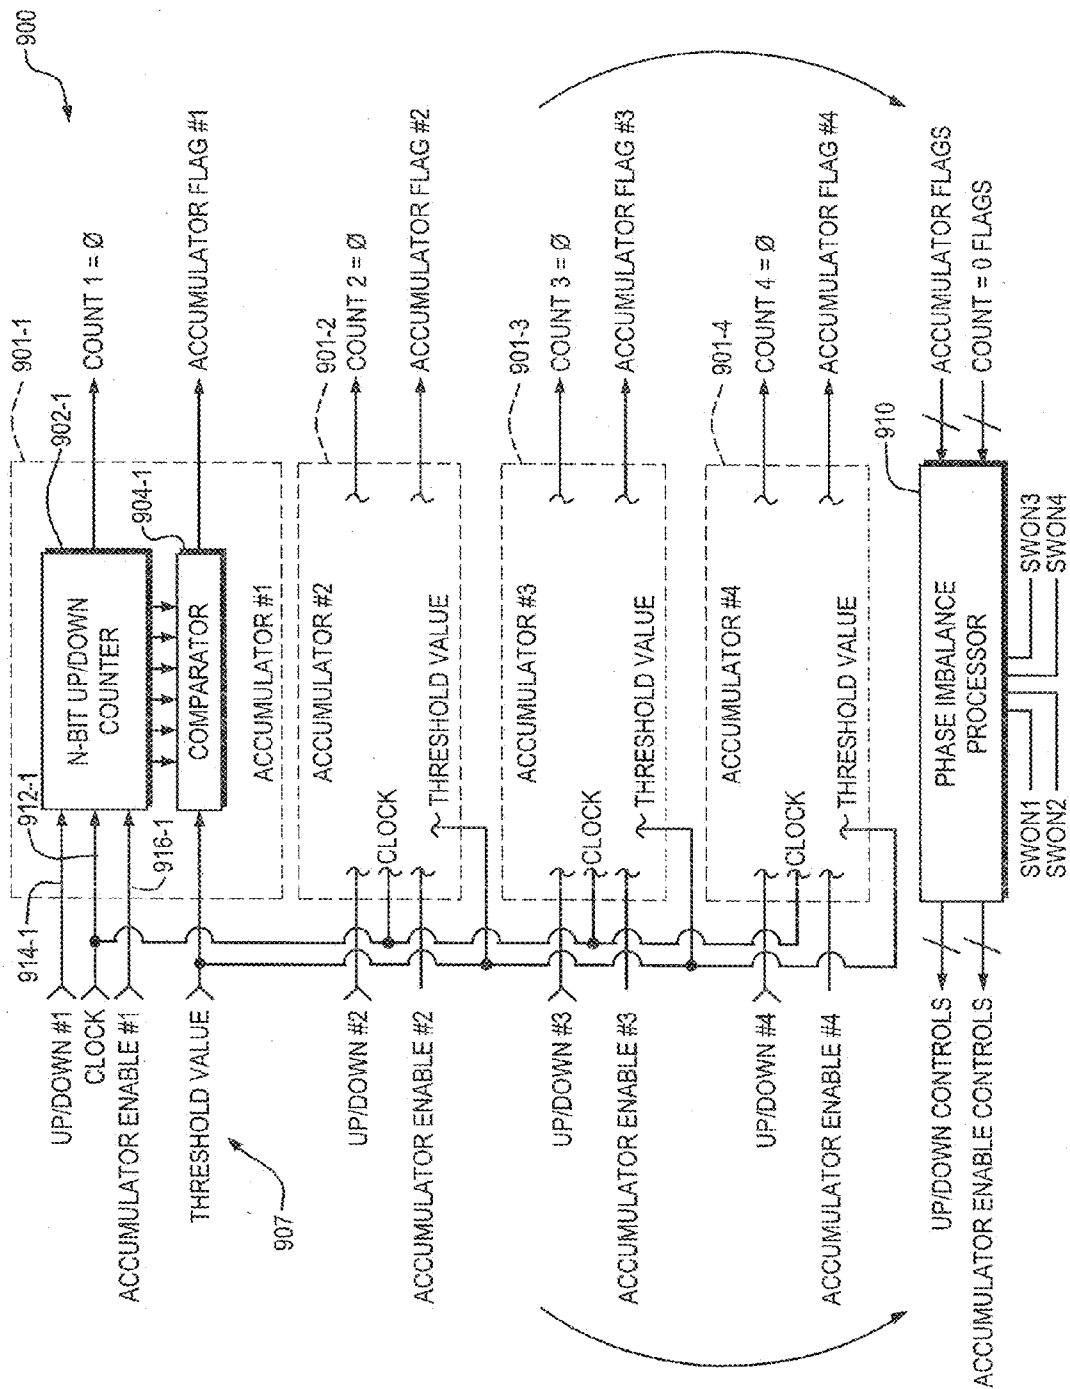 900
901-1
902-1
COUNT 1 = Ø
912-1
914-1
UP/DOWN #1
CLOCK
ACCUMULATOR ENABLE #1
N-BIT UP/DOWN
COUNTER
904-1
916-1
COMPARATOR
ACCUMULATOR FLAG #1
THRESHOLD VALUE
907
ACCUMULATOR #1
901-2
ACCUMULATOR #2
COUNT 2 = Ø
UP/DOWN #2
CLOCK
ACCUMULATOR ENABLE #2
THRESHOLD VALUE
ACCUMULATOR FLAG #2
901-3
ACCUMULATOR #3
COUNT 3 = Ø
UP/DOWN #3
CLOCK
ACCUMULATOR ENABLE #3
THRESHOLD VALUE
ACCUMULATOR FLAG #3
901-4
ACCUMULATOR #4
COUNT 4 = Ø
UP/DOWN #4
CLOCK
ACCUMULATOR ENABLE #4
THRESHOLD VALUE
ACCUMULATOR FLAG #4
910
UP/DOWN CONTROLS
ACCUMULATOR ENABLE CONTROLS
PHASE IMBALANCE
PROCESSOR
ACCUMULATOR FLAGS
COUNT = 0 FLAGS
SWON1
SWON2
SWON3
SWON4